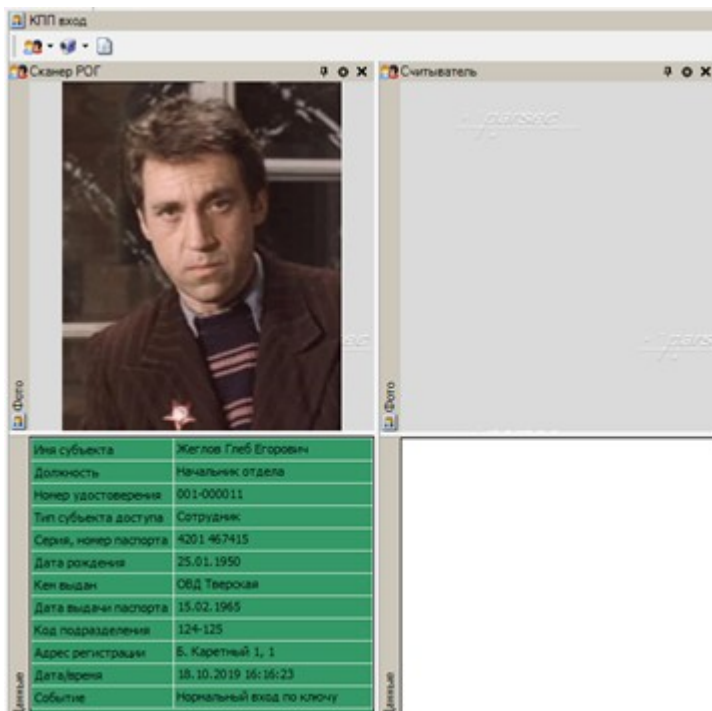 КПП вход
Сканер РОГ
Считыватель
parsec
Фото
Фото
Имя субъекта Жеглов Глеб Егорович
Должность Начальник отдела
Номер удостоверения 001-000011
Тип субъекта доступа Сотрудник
Серия, номер паспорта 4201 467415
Дата рождения 25.01.1950
Кем выдан ОВД Тверская
Дата выдачи паспорта 15.02.1965
Код подразделения 124-125
Адрес регистрации Б. Каретный 1, 1
Дата/время 18.10.2019 16:16:23
Событие Нормальный вход по ключу